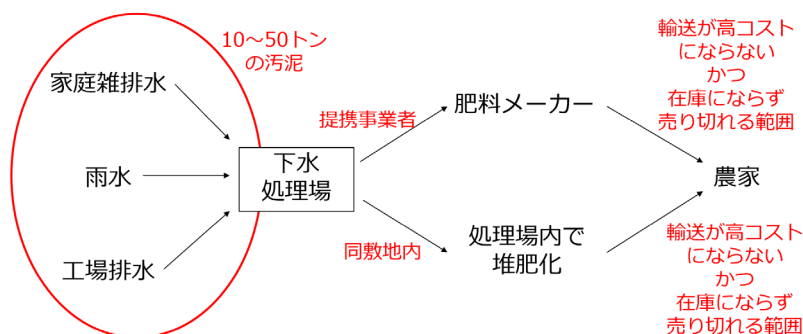 10～50トン
の汚泥
家庭雑排水
雨水
工場排水
下水
処理場
提携事業者
同敷地内
肥料メーカー
処理場内で
堆肥化
輸送が高コスト
にならない
かつ
在庫にならず
売り切れる範囲
農家
輸送が高コスト
にならない
かつ
在庫にならず
売り切れる範囲